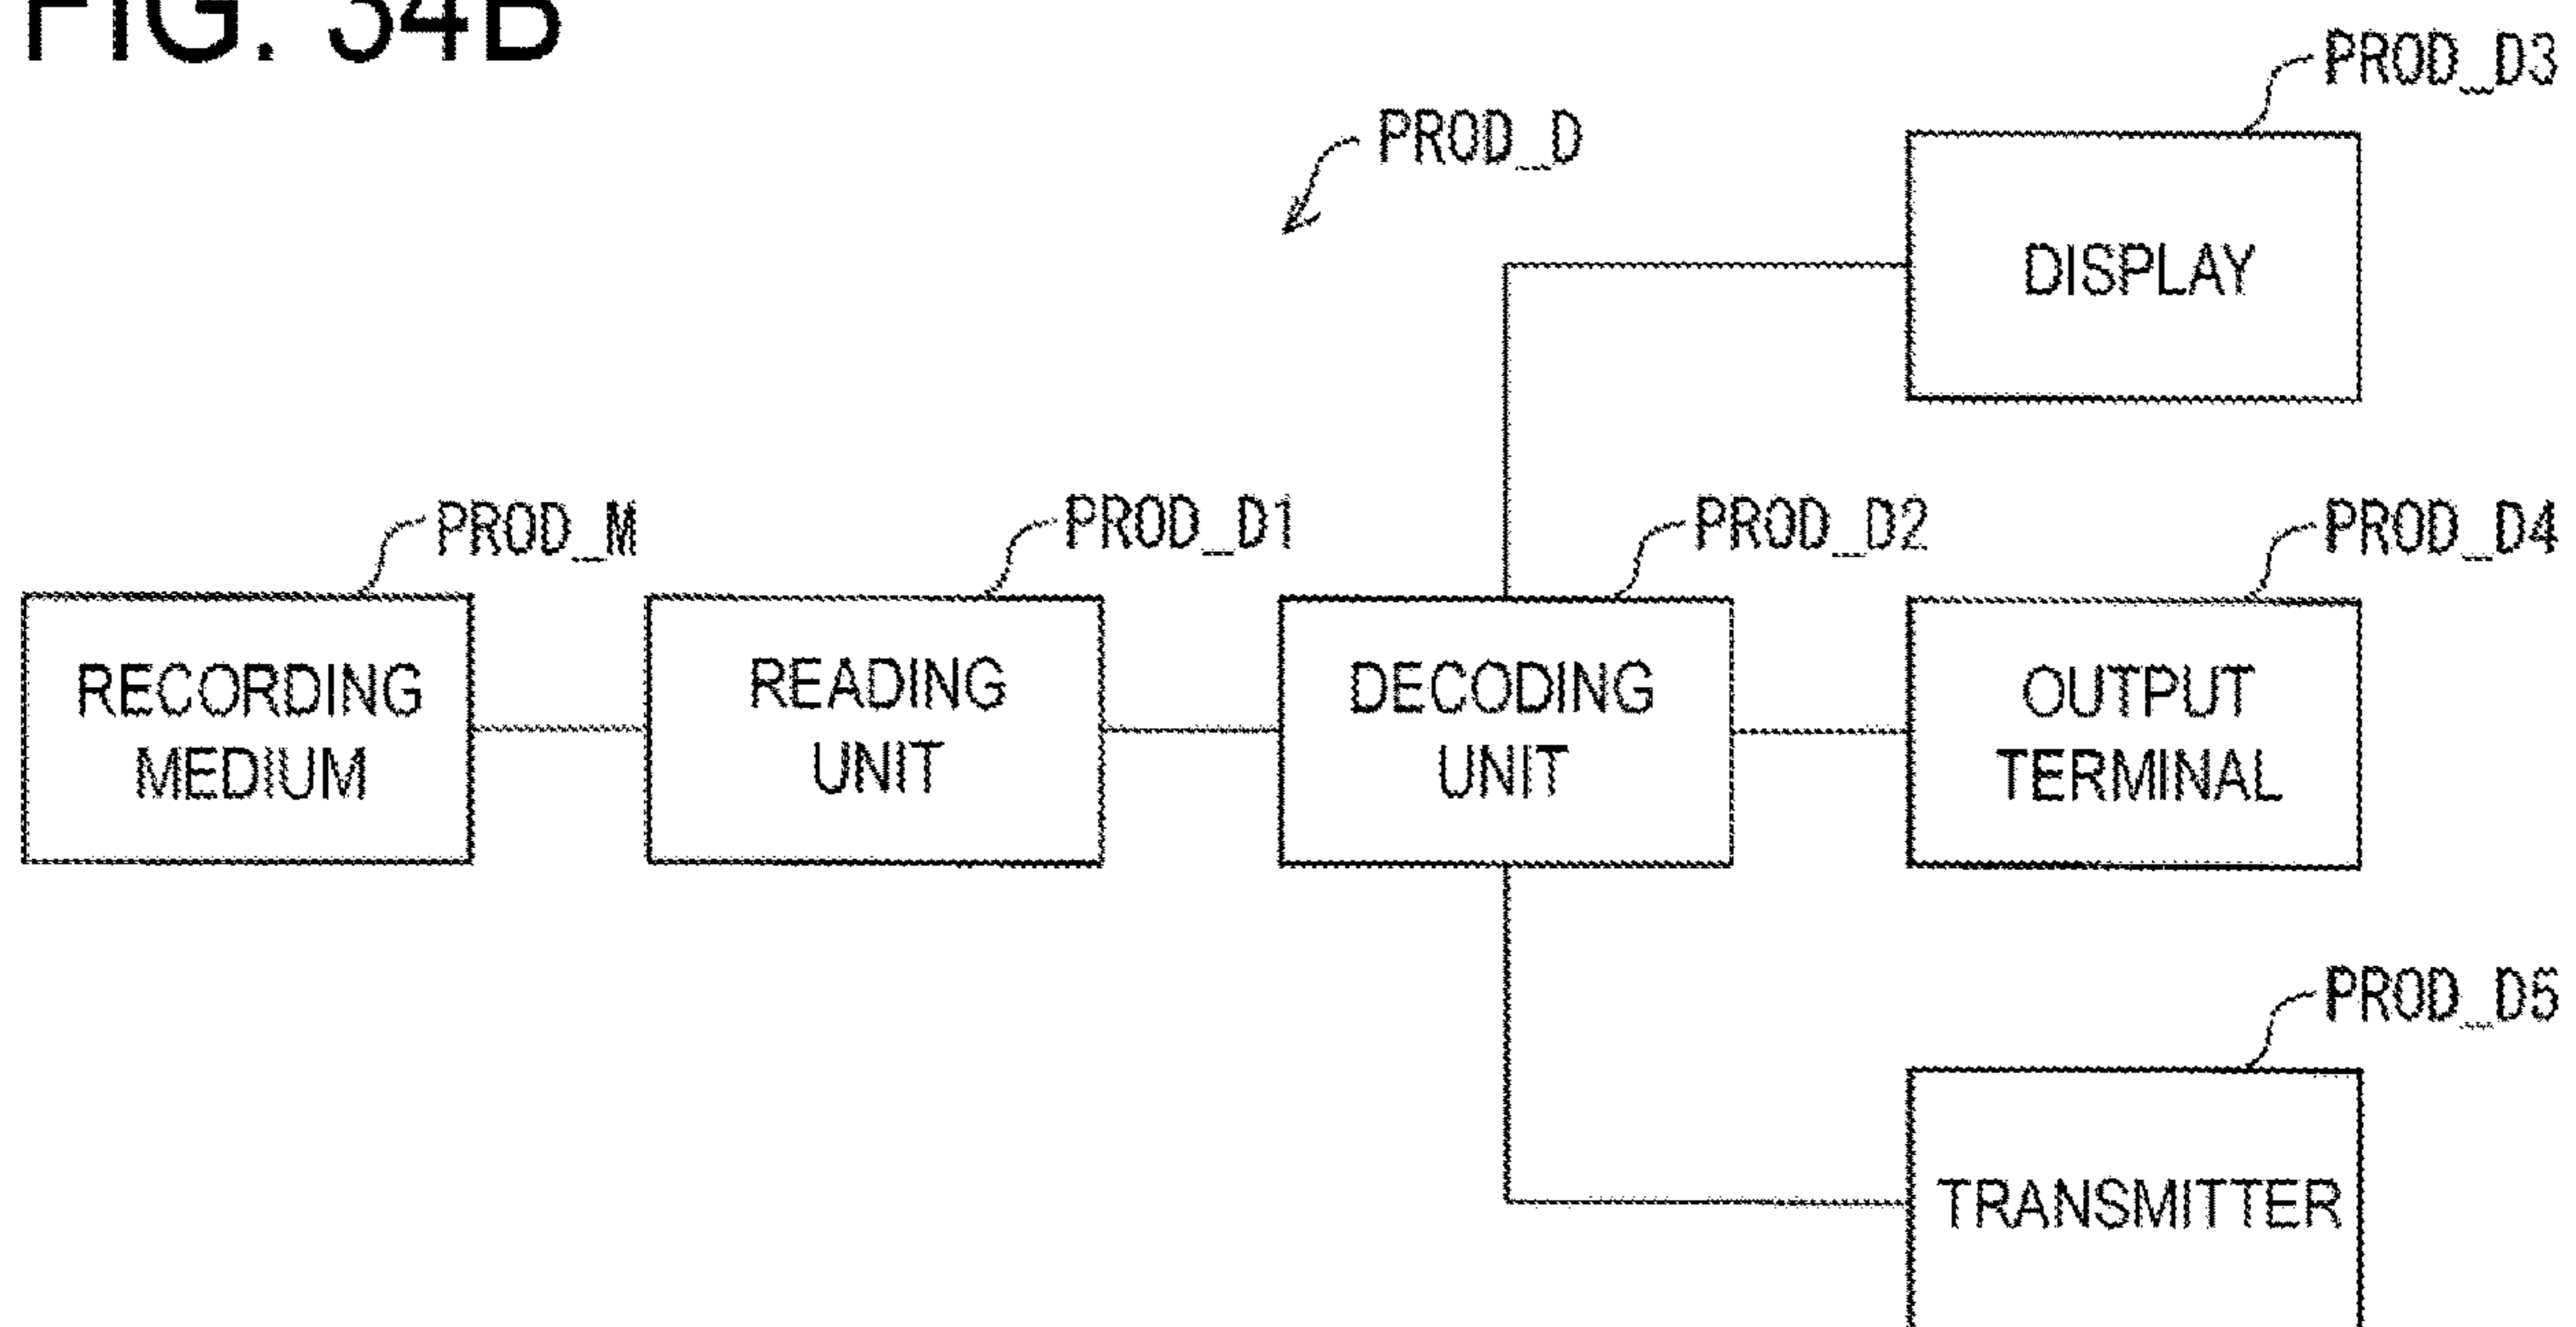 FIG. 34B
PROD_D3
PROD_D
DISPLAY
PROD_M
PROD_D1
PROD_D2
PROD_D4
RECORDING
MEDIUM
READING
UNIT
DECODING
UNIT
OUTPUT
TERMINAL
PROD_D5
TRANSMITTER